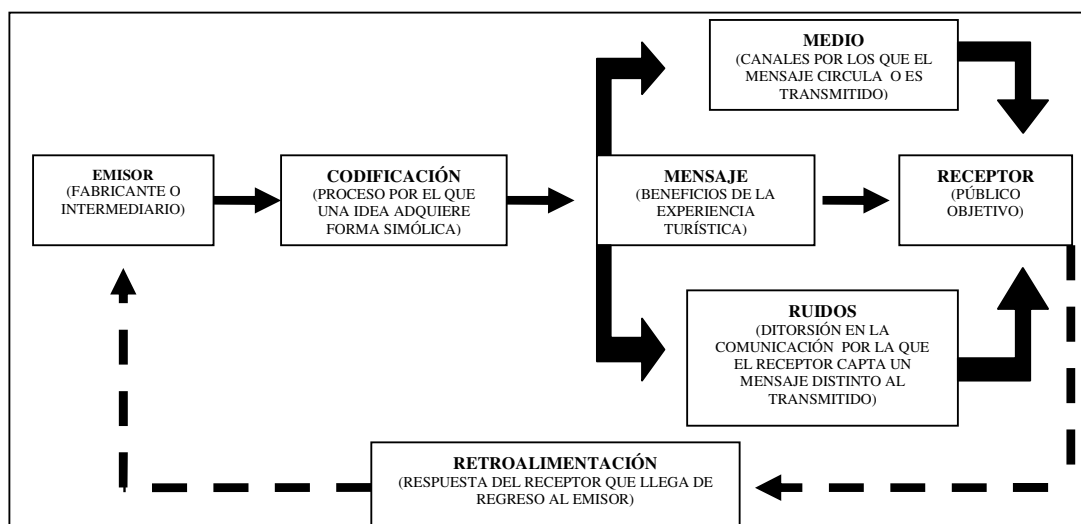 MEDIO
(CANALES POR LOS QUE EL
MENSAJE CIRCULA O ES
TRANSMITIDO)
EMISOR
(FABRICANTE O
INTERMEDIARIO)
CODIFICACIÓN
(PROCESO POR EL QUE
UNA IDEA ADQUIERE
FORMA SIMÓLICA)
MENSAJE
(BENEFICIOS DE LA
EXPERIENCIA
TURÍSTICA)
RECEPTOR
(PÚBLICO
OBJETIVO)
RUIDOS
(DITORSIÓN EN LA
COMUNICACIÓN POR LA QUE
EL RECEPTOR CAPTA UN
MENSAJE DISTINTO AL
TRANSMITIDO)
RETROALIMENTACIÓN
(RESPUESTA DEL RECEPTOR QUE LLEGA DE
REGRESO AL EMISOR)